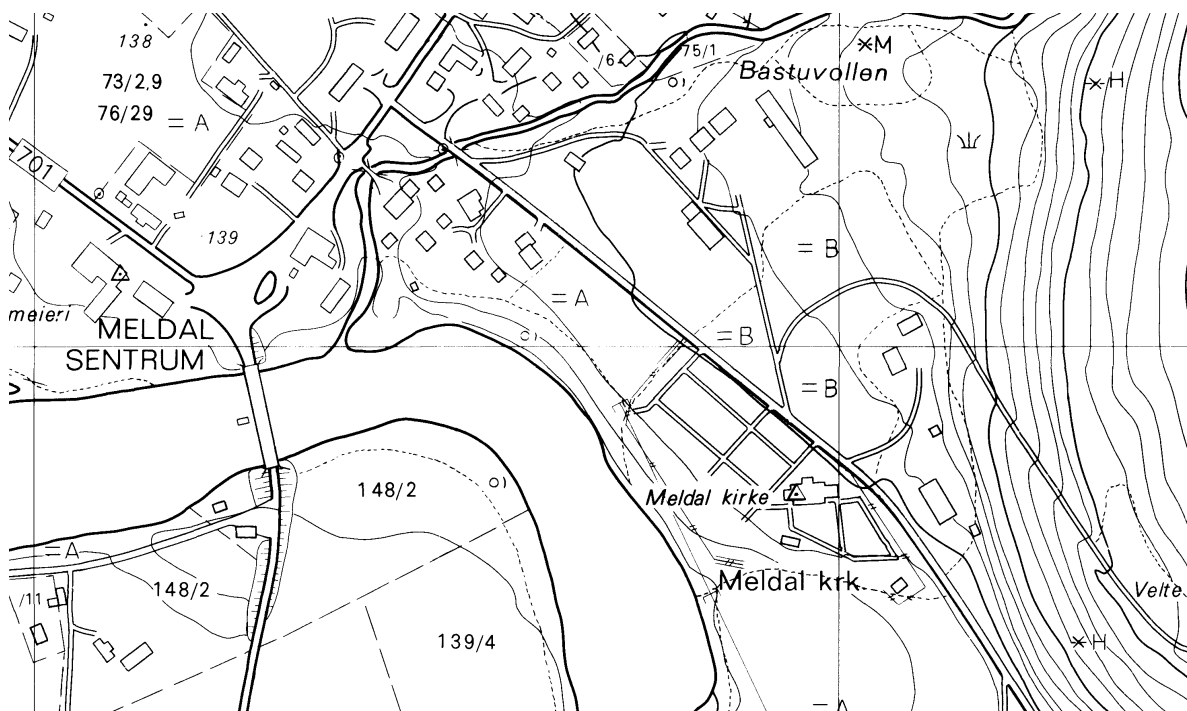 138
73/2,9
76/29
= A
701
139
/6
75/1
M
Bastuvollen
H
= B
= A
= B
= B
meieri
MELDAL
SENTRUM
148/2
Meldal kirke
= A
148/2
Meldal krk
/11
139/4
Velte
H
= A